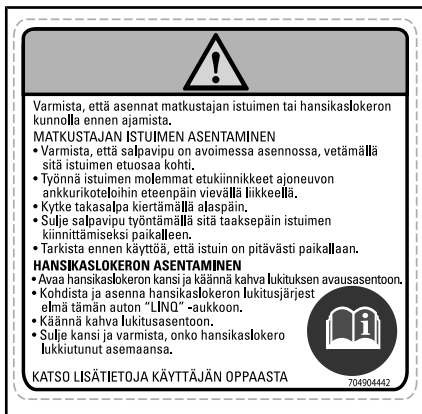 Varmista, että asennat matkustajan istuimen tai hansikaslokeron
kunnolla ennen ajamista.
MATKUSTAJAN ISTUIMEN ASENTAMINEN
• Varmista, että salpavipu on avoimessa asennossa, vetämällä
sitä istuimen etuosaa kohti.
• Työnnä istuimen molemmat etukiinnikkeet ajoneuvon
ankkurikoteloihin eteenpäin vievällä liikkeellä.
• Kytke takasalpa kiertämällä alaspäin.
• Sulje salpavipu työntämällä sitä taaksepäin istuimen
kiinnittämiseksi paikalleen.
• Tarkista ennen käyttöä, että istuin on pitävästi paikallaan.
HANSIKASLOKERON ASENTAMINEN
• Avaa hansikaslokeron kansi ja käännä kahva lukituksen avausasentoon.
• Kohdista ja asenna hansikaslokeron lukitusjärjest
elmä tämän auton "LINQ" -aukkoon.
• Käännä kahva lukitusasentoon.
• Sulje kansi ja varmista, onko hansikaslokero
lukkiutunut asemaansa.
KATSO LISÄTIETOJA KÄYTTÄJÄN OPPAASTA
704904442